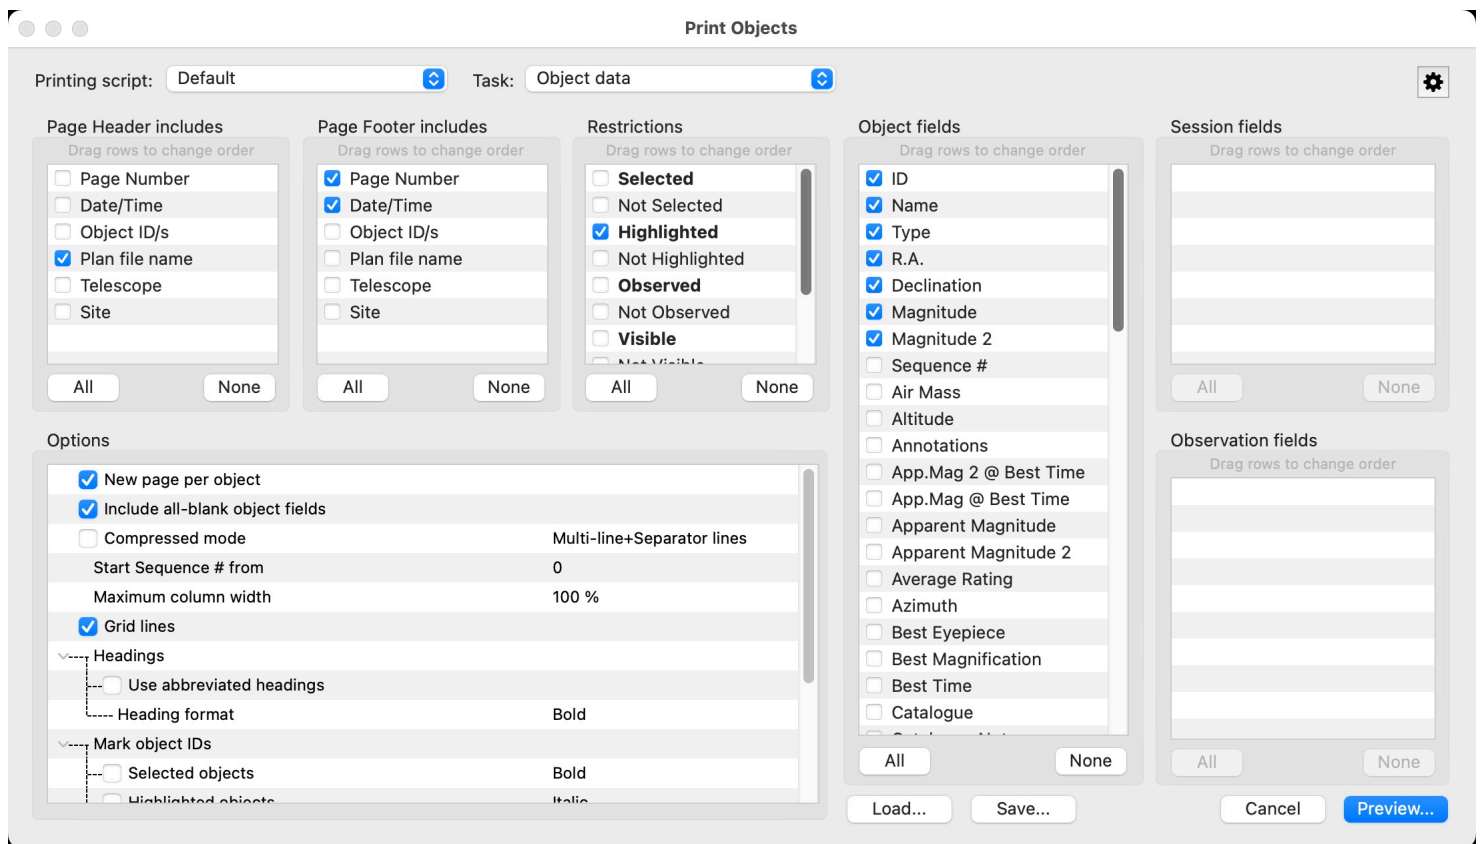 Print Objects
Printing script: Default Task: Object data
Page Header includes
Drag rows to change order
Page Number
Date/Time
Object ID/s
Plan file name
Telescope
Site
All None
Page Footer includes
Drag rows to change order
Page Number
Date/Time
Object ID/s
Plan file name
Telescope
Site
All None
Restrictions
Drag rows to change order
Selected
Not Selected
Highlighted
Not Highlighted
Observed
Not Observed
Visible
Not Visible
All None
Options
New page per object
Include all-blank object fields
Compressed mode Multi-line+Separator lines
Start Sequence # from 0
Maximum column width 100 %
Grid lines
Headings
Use abbreviated headings
Heading format Bold
Mark object IDs
Selected objects Bold
Highlighted objects Italic
Object fields
Drag rows to change order
ID
Name
Type
R.A.
Declination
Magnitude
Magnitude 2
Sequence #
Air Mass
Altitude
Annotations
App.Mag 2 @ Best Time
App.Mag @ Best Time
Apparent Magnitude
Apparent Magnitude 2
Average Rating
Azimuth
Best Eyepiece
Best Magnification
Best Time
Catalogue
All None
Load... Save...
Session fields
Drag rows to change order
All None
Observation fields
Drag rows to change order
All None
Cancel Preview...